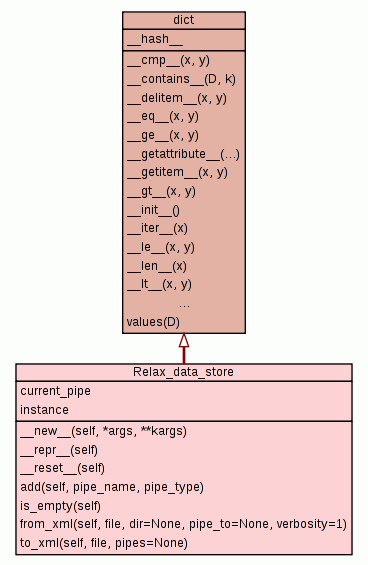 dict
__hash__
__cmp__(x, y)
__contains__(D, k)
__delitem__(x, y)
__eq__(x, y)
__ge__(x, y)
__getattribute__(...)
__getitem__(x, y)
__gt__(x, y)
__init__()
__iter__(x)
__le__(x, y)
__len__(x)
__lt__(x, y)
...
values(D)
Relax_data_store
current_pipe
instance
__new__(self, *args, **kargs)
__repr__(self)
__reset__(self)
add(self, pipe_name, pipe_type)
is_empty(self)
from_xml(self, file, dir=None, pipe_to=None, verbosity=1)
to_xml(self, file, pipes=None)